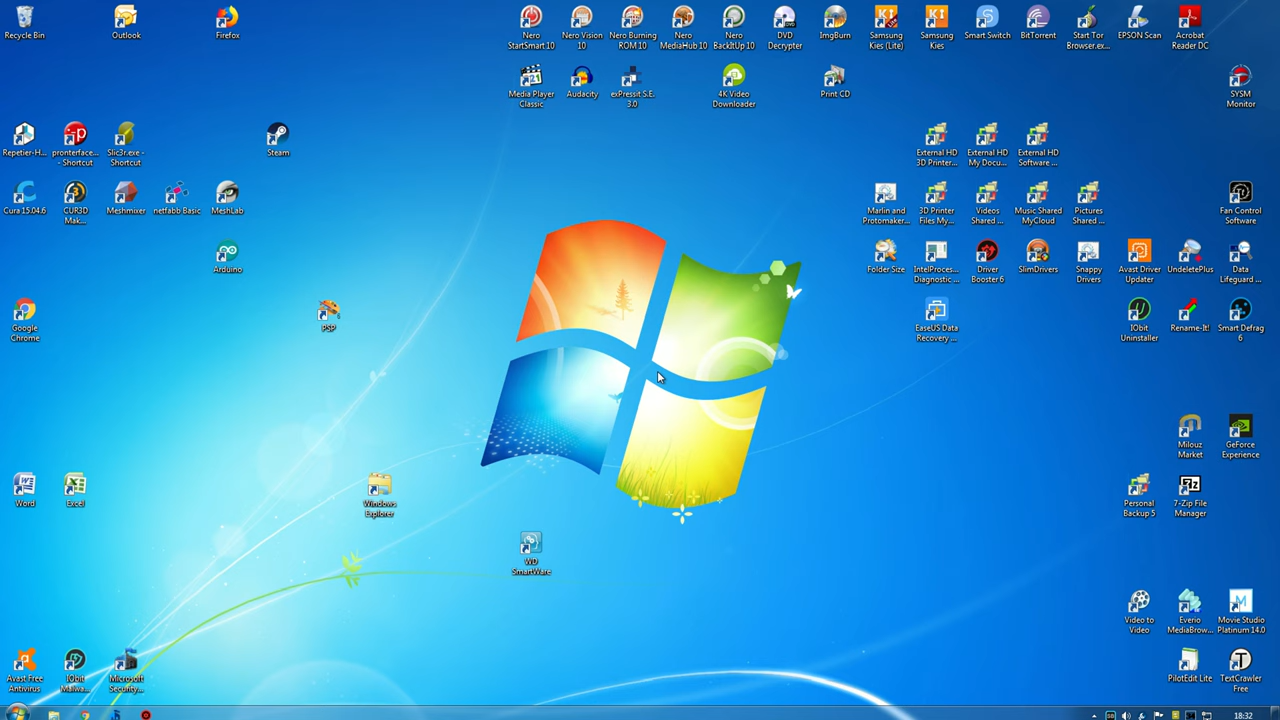 Recycle Bin
Outlook
Firefox
Nero
StartSmart 10
Nero Vision
10
Nero Burning
ROM 10
Nero
MediaHub 10
Nero
BackItUp 10
DVD
Decrypter
ImgBurn
Samsung
Kies (Lite)
Samsung
Kies
Smart Switch
BitTorrent
Start Tor
Browser.ex...
EPSON Scan
Acrobat
Reader DC
Media Player
Classic
Audacity
exPressit S.E.
3.0
4K Video
Downloader
Print CD
SYSM
Monitor
Repetier-H...
pronterface...
- Shortcut
Slic3r.exe -
Shortcut
Steam
External HD
3D Printer...
External HD
My Docu...
External HD
Software ...
Cura 15.04.6
CUR3D
Mak...
Meshmixer
netfabb Basic
MeshLab
Marlin and
Protomaker...
3D Printer
Files My...
Videos
Shared ...
Music Shared
MyCloud
Pictures
Shared ...
Fan Control
Software
Arduino
Folder Size
IntelProces...
Diagnostic ...
Driver
Booster 6
SlimDrivers
Snappy
Drivers
Avast Driver
Updater
UndeletePlus
Data
Lifeguard ...
Google
Chrome
PSP
EaseUS Data
Recovery ...
IObit
Uninstaller
Rename-It!
Smart Defrag
6
Milouz
Market
GeForce
Experience
Word
Excel
Windows
Explorer
Personal
Backup 5
7-Zip File
Manager
WD
SmartWare
Video to
Video
Everio
MediaBrow...
Movie Studio
Platinum 14.0
Avast Free
Antivirus
IObit
Malwa...
Microsoft
Security...
PilotEdit Lite
TextCrawler
Free
18:32